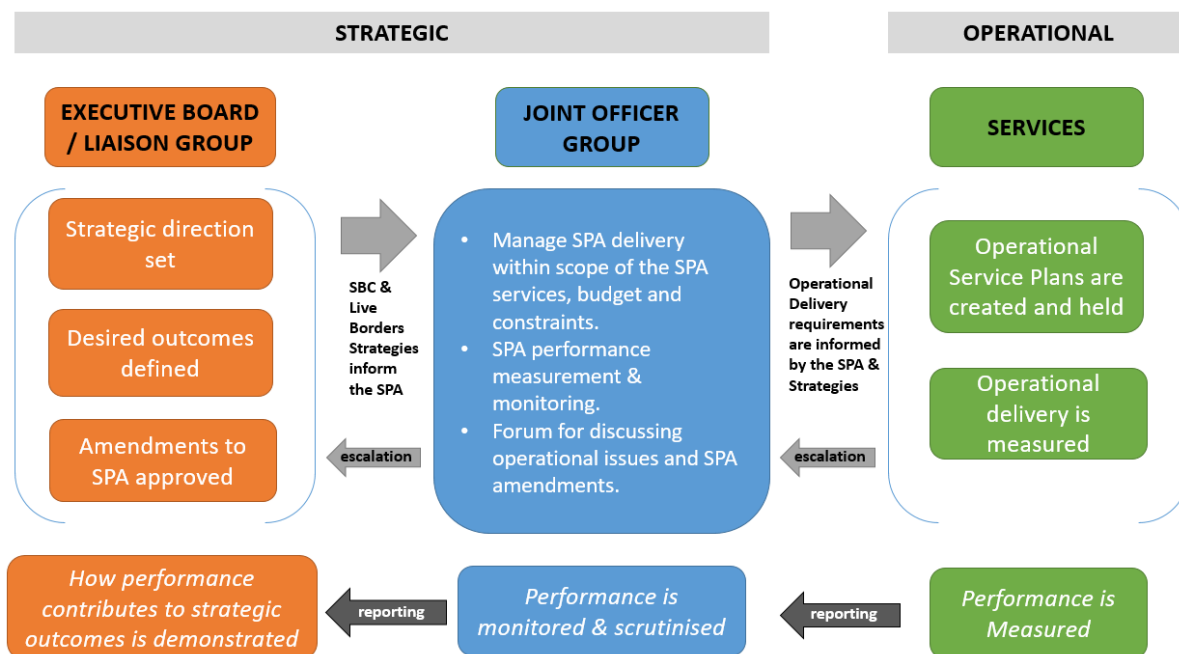 STRATEGIC
OPERATIONAL
EXECUTIVE BOARD
/ LIAISON GROUP
JOINT OFFICER
GROUP
SERVICES
Strategic direction
set
Desired outcomes
defined
Amendments to
SPA approved
SBC &
Live
Borders
Strategies
inform
the SPA
escalation
• Manage SPA delivery
within scope of the SPA
services, budget and
constraints.
• SPA performance
measurement &
monitoring.
• Forum for discussing
operational issues and SPA
amendments.
Operational
Delivery
requirements
are informed
by the SPA &
Strategies
escalation
Operational
Service Plans are
created and held
Operational
delivery is
measured
How performance
contributes to strategic
outcomes is demonstrated
reporting
Performance is
monitored & scrutinised
reporting
Performance is
Measured